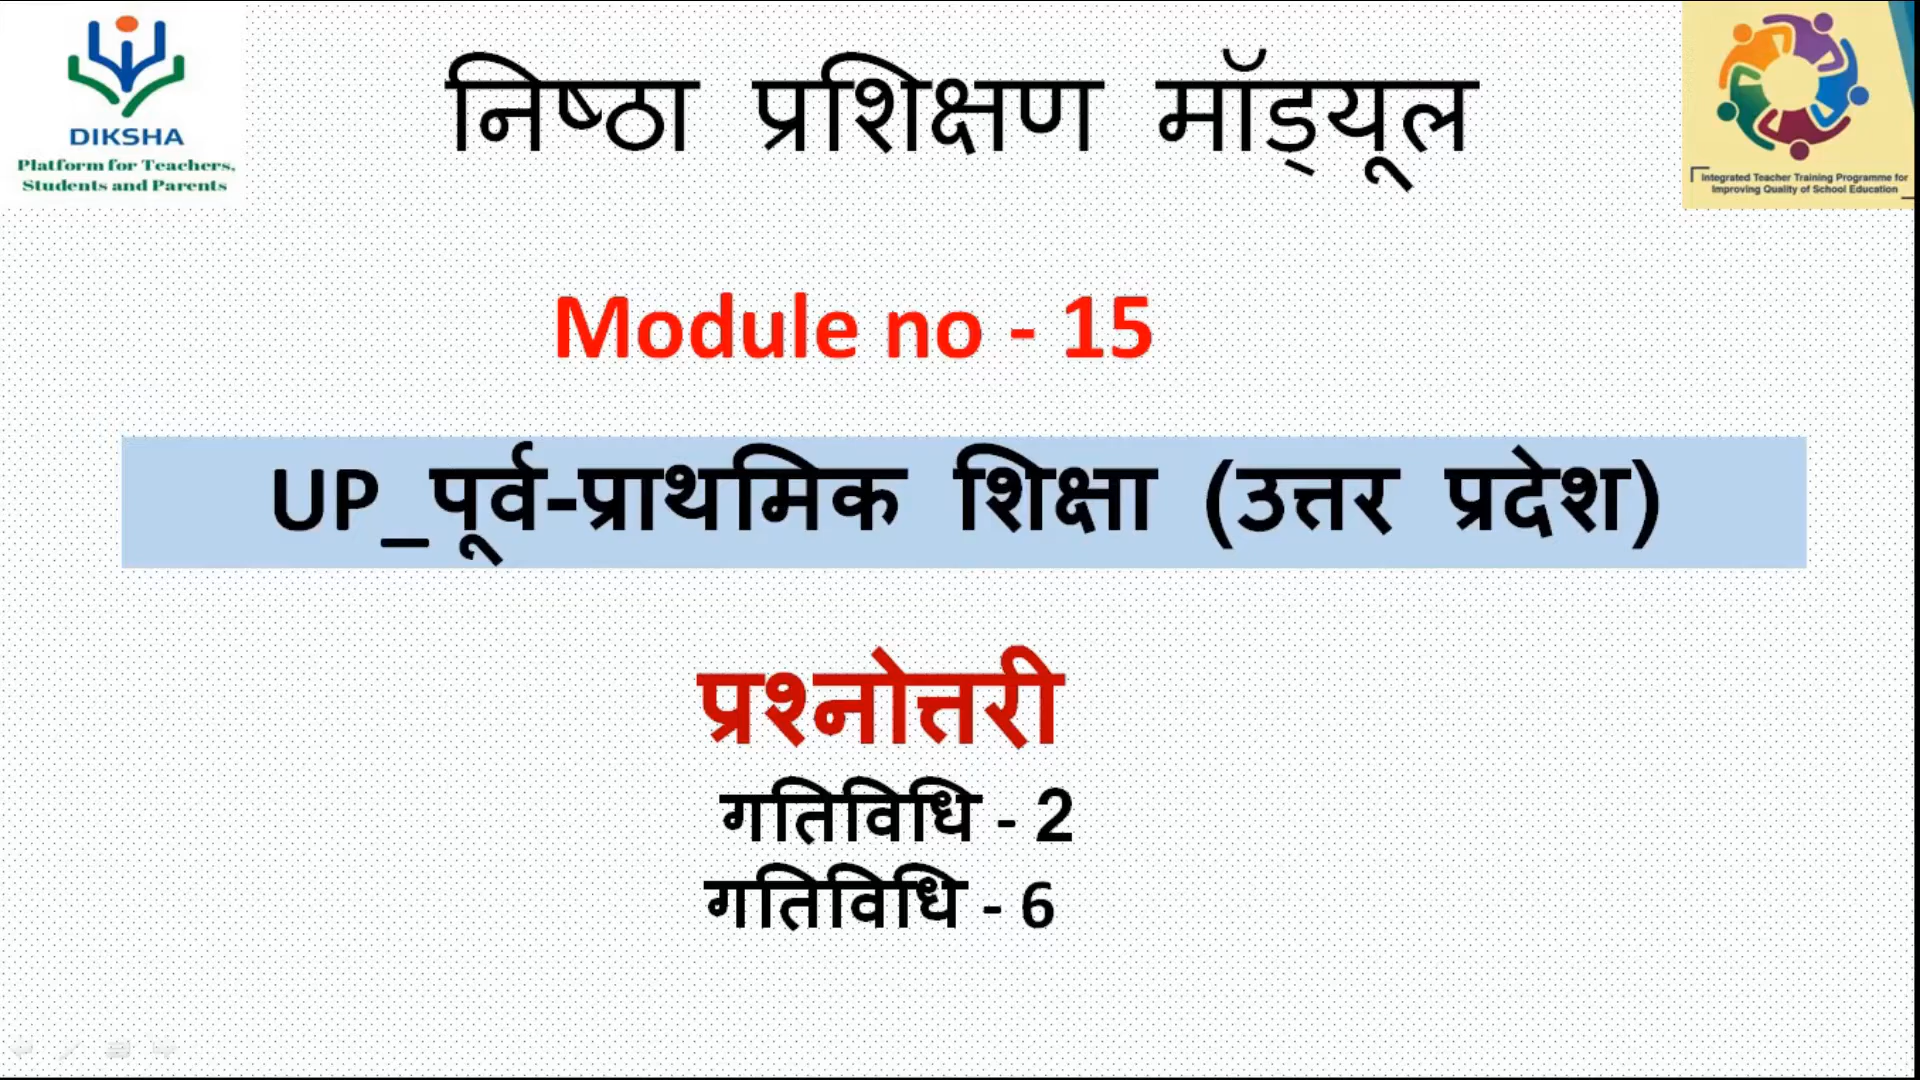 निष्ठा प्रशिक्षण मॉड्यूल
DIKSHA
Platform for Teachers,
Students and Parents
Integrated Teacher Training Programme for
Improving Quality of School Education
Module no - 15
UP_पूर्व-प्राथमिक शिक्षा (उत्तर प्रदेश)
प्रश्नोत्तरी
गतिविधि - 2
गतिविधि - 6